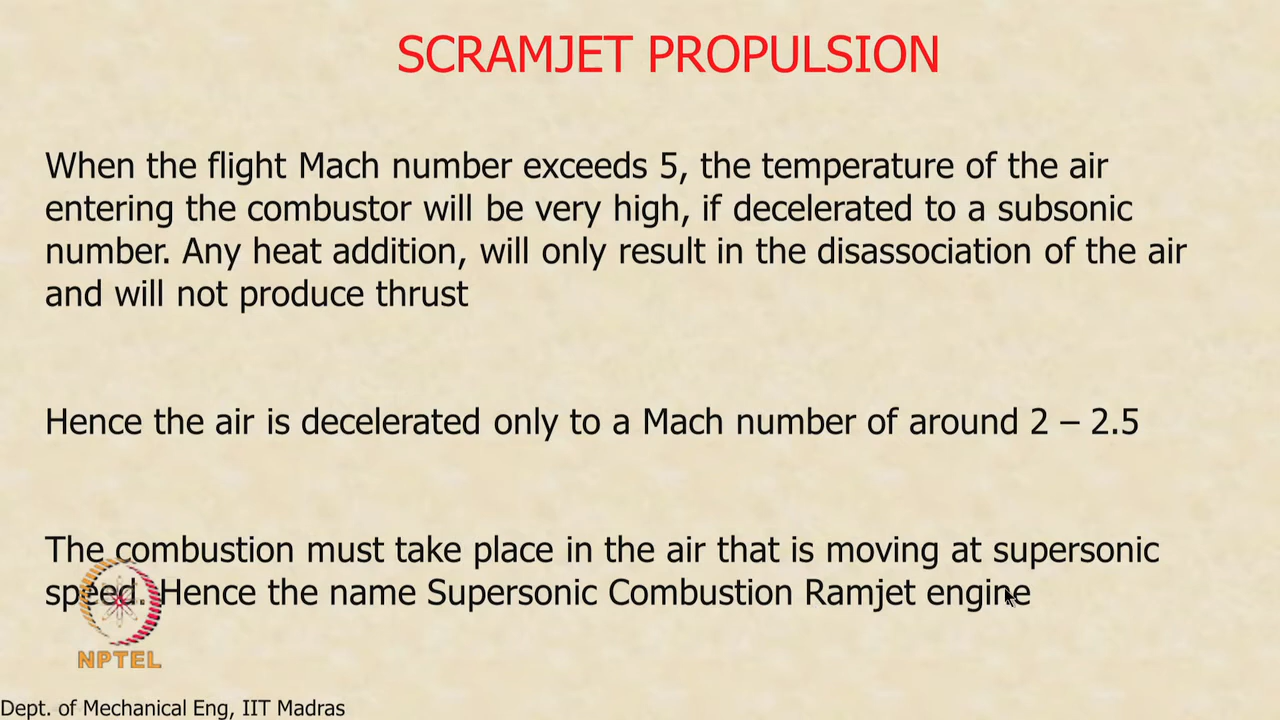 SCRAMJET PROPULSION
When the flight Mach number exceeds 5, the temperature of the air
entering the combustor will be very high, if decelerated to a subsonic
number. Any heat addition, will only result in the disassociation of the air
and will not produce thrust
Hence the air is decelerated only to a Mach number of around 2 – 2.5
The combustion must take place in the air that is moving at supersonic
speed. Hence the name Supersonic Combustion Ramjet engine
NPTEL
Dept. of Mechanical Eng, IIT Madras